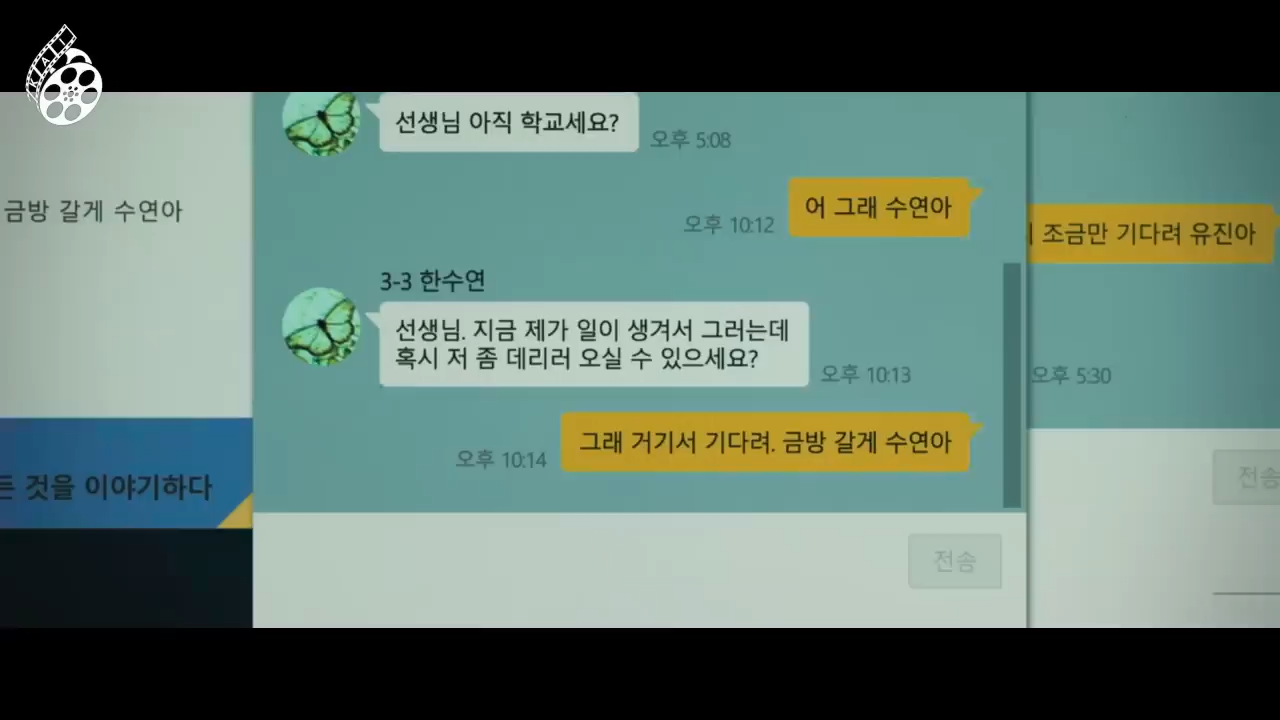 KIAI
선생님 아직 학교세요?
오후 5:08
어 그래 수연아
오후 10:12
금방 갈게 수연아
조금만 기다려 유진아
3-3 한수연
선생님. 지금 제가 일이 생겨서 그러는데
혹시 저 좀 데리러 오실 수 있으세요?
오후 10:13
오후 5:30
그래 거기서 기다려. 금방 갈게 수연아
오후 10:14
것을 이야기하다
전송
전송